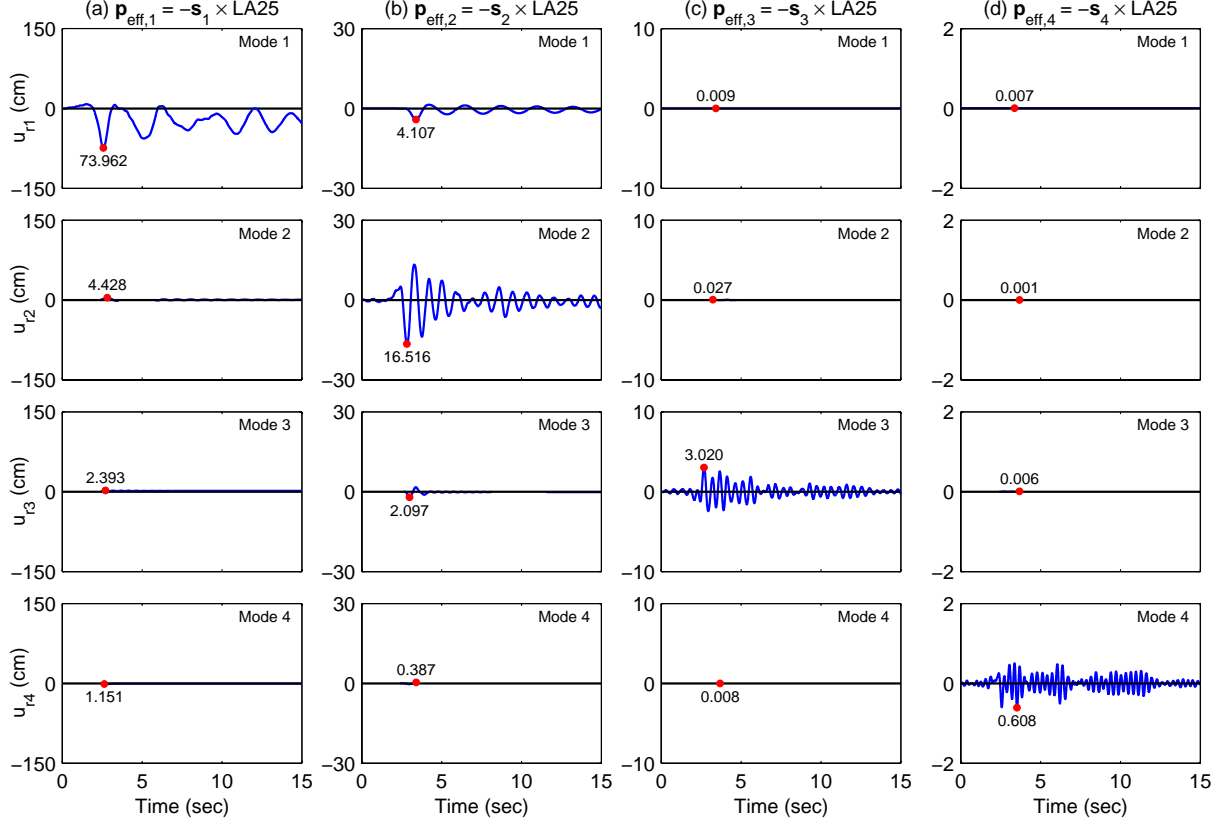 (a) p_eff,1 = −s_1 × LA25
(b) p_eff,2 = −s_2 × LA25
(c) p_eff,3 = −s_3 × LA25
(d) p_eff,4 = −s_4 × LA25
150
0
−150
u_r1 (cm)
Mode 1
73.962
30
0
−30
Mode 1
4.107
10
0
−10
Mode 1
0.009
2
0
−2
Mode 1
0.007
150
0
−150
u_r2 (cm)
Mode 2
4.428
30
0
−30
Mode 2
16.516
10
0
−10
Mode 2
0.027
2
0
−2
Mode 2
0.001
150
0
−150
u_r3 (cm)
Mode 3
2.393
30
0
−30
Mode 3
2.097
10
0
−10
Mode 3
3.020
2
0
−2
Mode 3
0.006
150
0
−150
u_r4 (cm)
Mode 4
1.151
30
0
−30
Mode 4
0.387
10
0
−10
Mode 4
0.008
2
0
−2
Mode 4
0.608
0 5 10 15
0 5 10 15
0 5 10 15
0 5 10 15
Time (sec)
Time (sec)
Time (sec)
Time (sec)